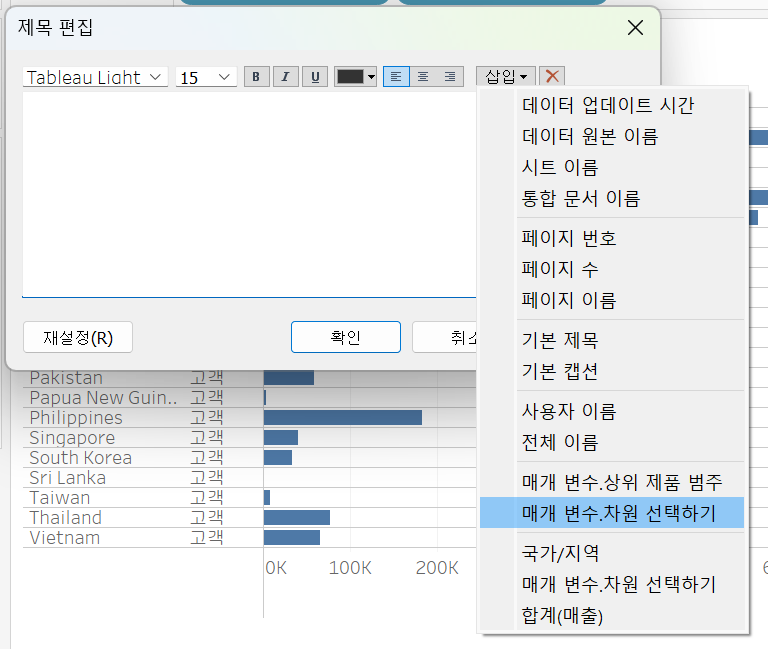 제목 편집
Tableau Light 15 B I U 삽입
데이터 업데이트 시간
데이터 원본 이름
시트 이름
통합 문서 이름
페이지 번호
페이지 수
페이지 이름
기본 제목
기본 캡션
사용자 이름
전체 이름
매개 변수.상위 제품 범주
매개 변수.차원 선택하기
국가/지역
매개 변수.차원 선택하기
합계(매출)
재설정(R) 확인
Pakistan 고객
Papua New Guin.. 고객
Philippines 고객
Singapore 고객
South Korea 고객
Sri Lanka 고객
Taiwan 고객
Thailand 고객
Vietnam 고객
0K 100K 200K